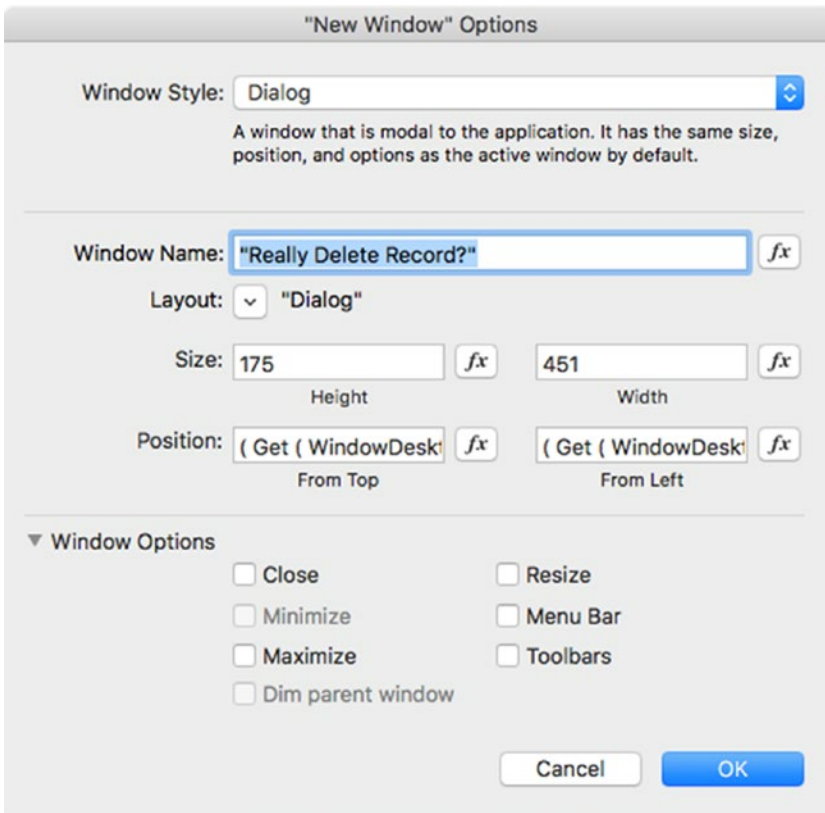 "New Window" Options
Window Style: Dialog
A window that is modal to the application. It has the same size,
position, and options as the active window by default.
Window Name: "Really Delete Record?" fx
Layout: "Dialog"
Size: 175 fx 451 fx
Height Width
Position: ( Get ( WindowDeskt fx ( Get ( WindowDeskt fx
From Top From Left
Window Options
Close Resize
Minimize Menu Bar
Maximize Toolbars
Dim parent window
Cancel OK